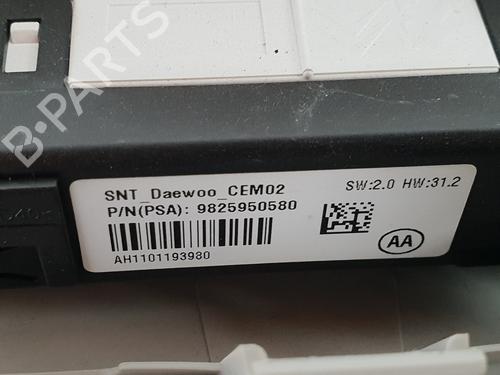 B-PARTS
SNT_Daewoo_CEM02
SW:2.0 HW:31.2
P/N(PSA): 9825950580
AA
AH1101193980